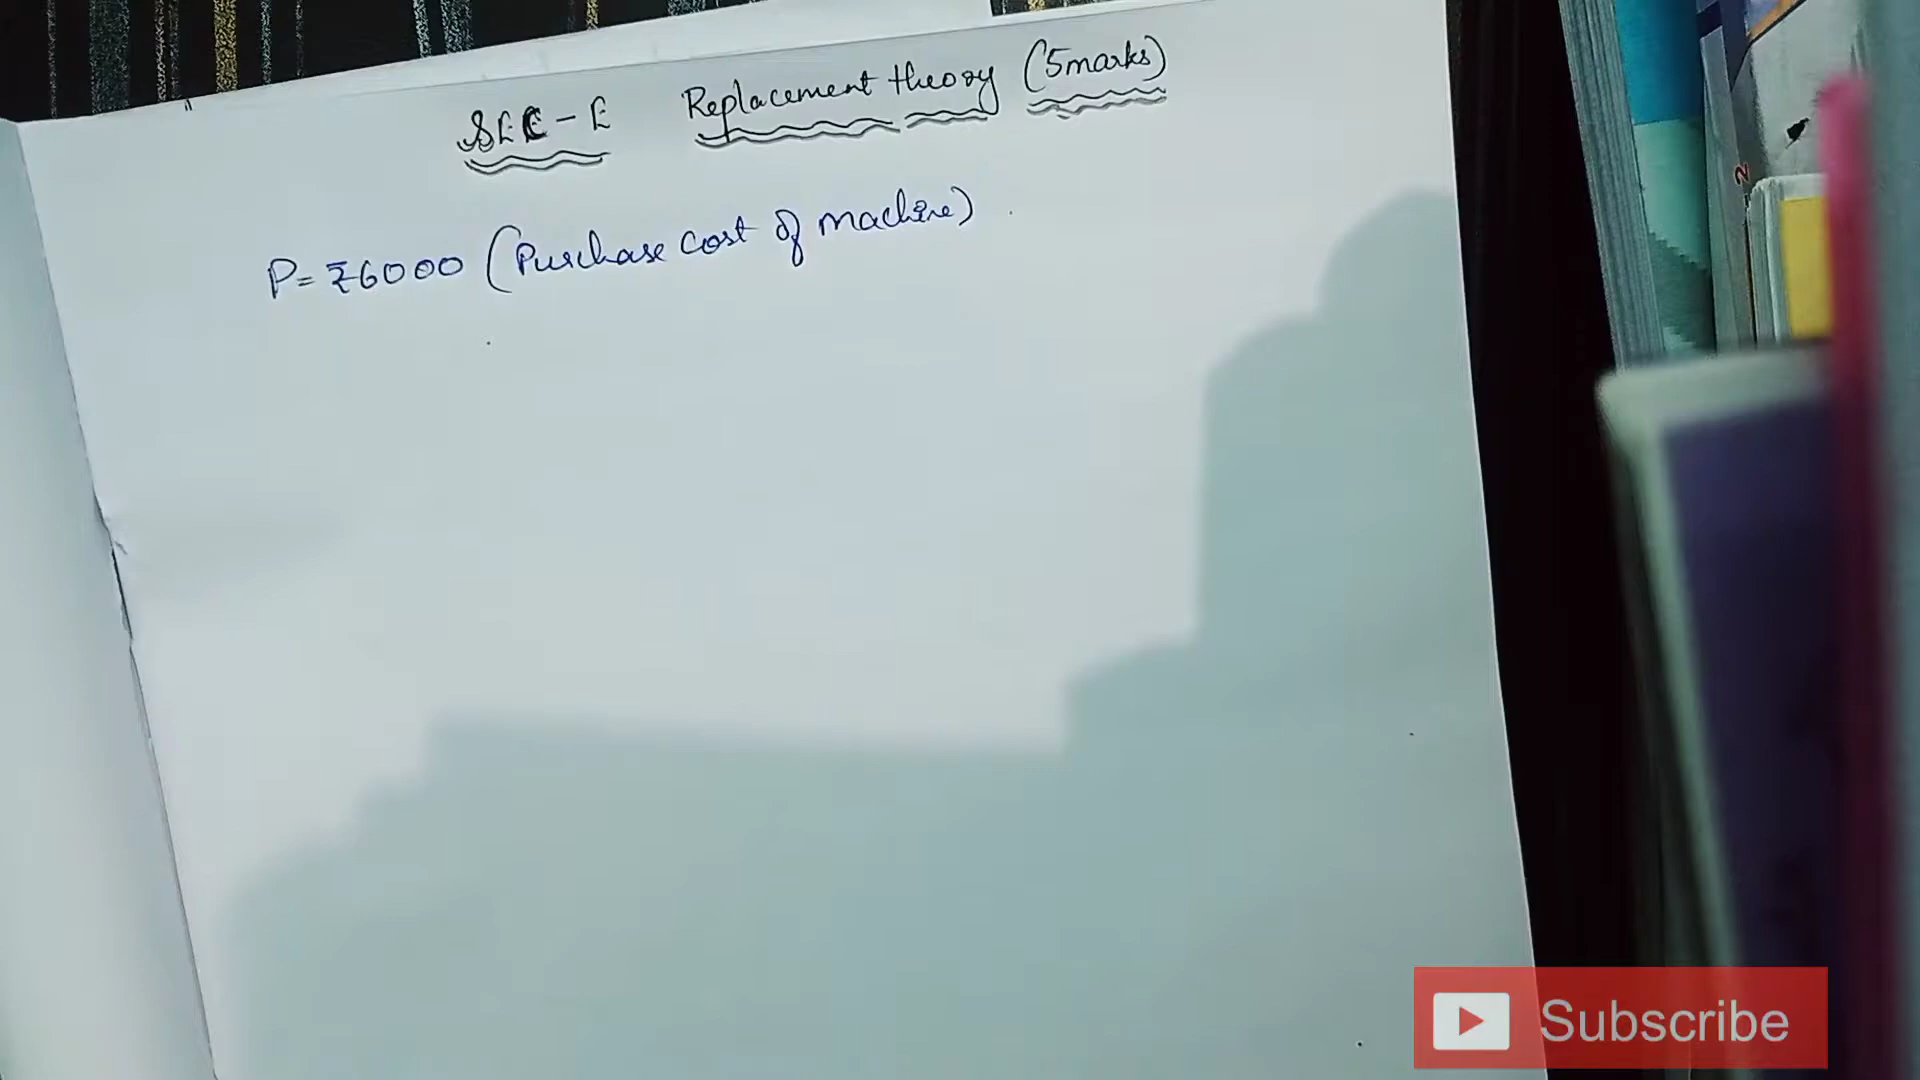 SEC - E Replacement theory (5marks)
P = ₹6000 (Purchase cost of machine)
Subscribe